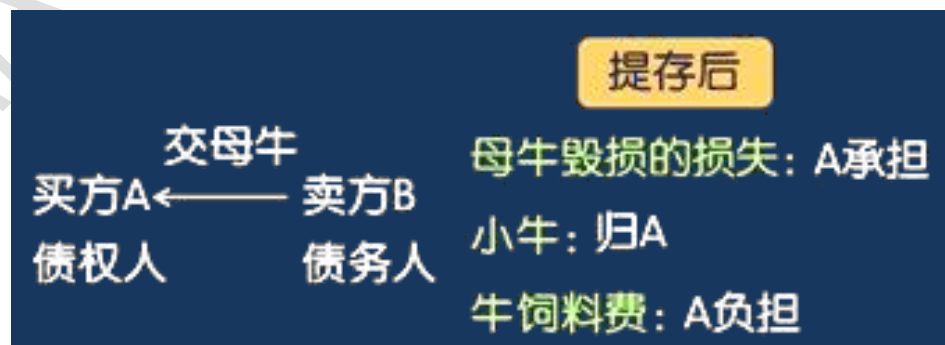 提存后
交母牛
买方A← 卖方B
债权人 债务人
母牛毁损的损失：A承担
小牛：归A
牛饲料费：A负担